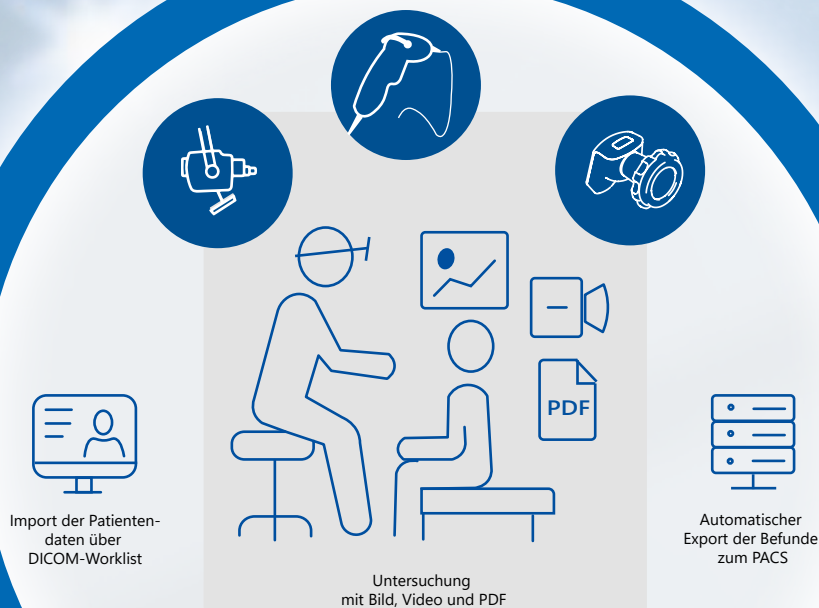 PDF
Import der Patienten-
daten über
DICOM-Worklist
Automatischer
Export der Befunde
zum PACS
Untersuchung
mit Bild, Video und PDF